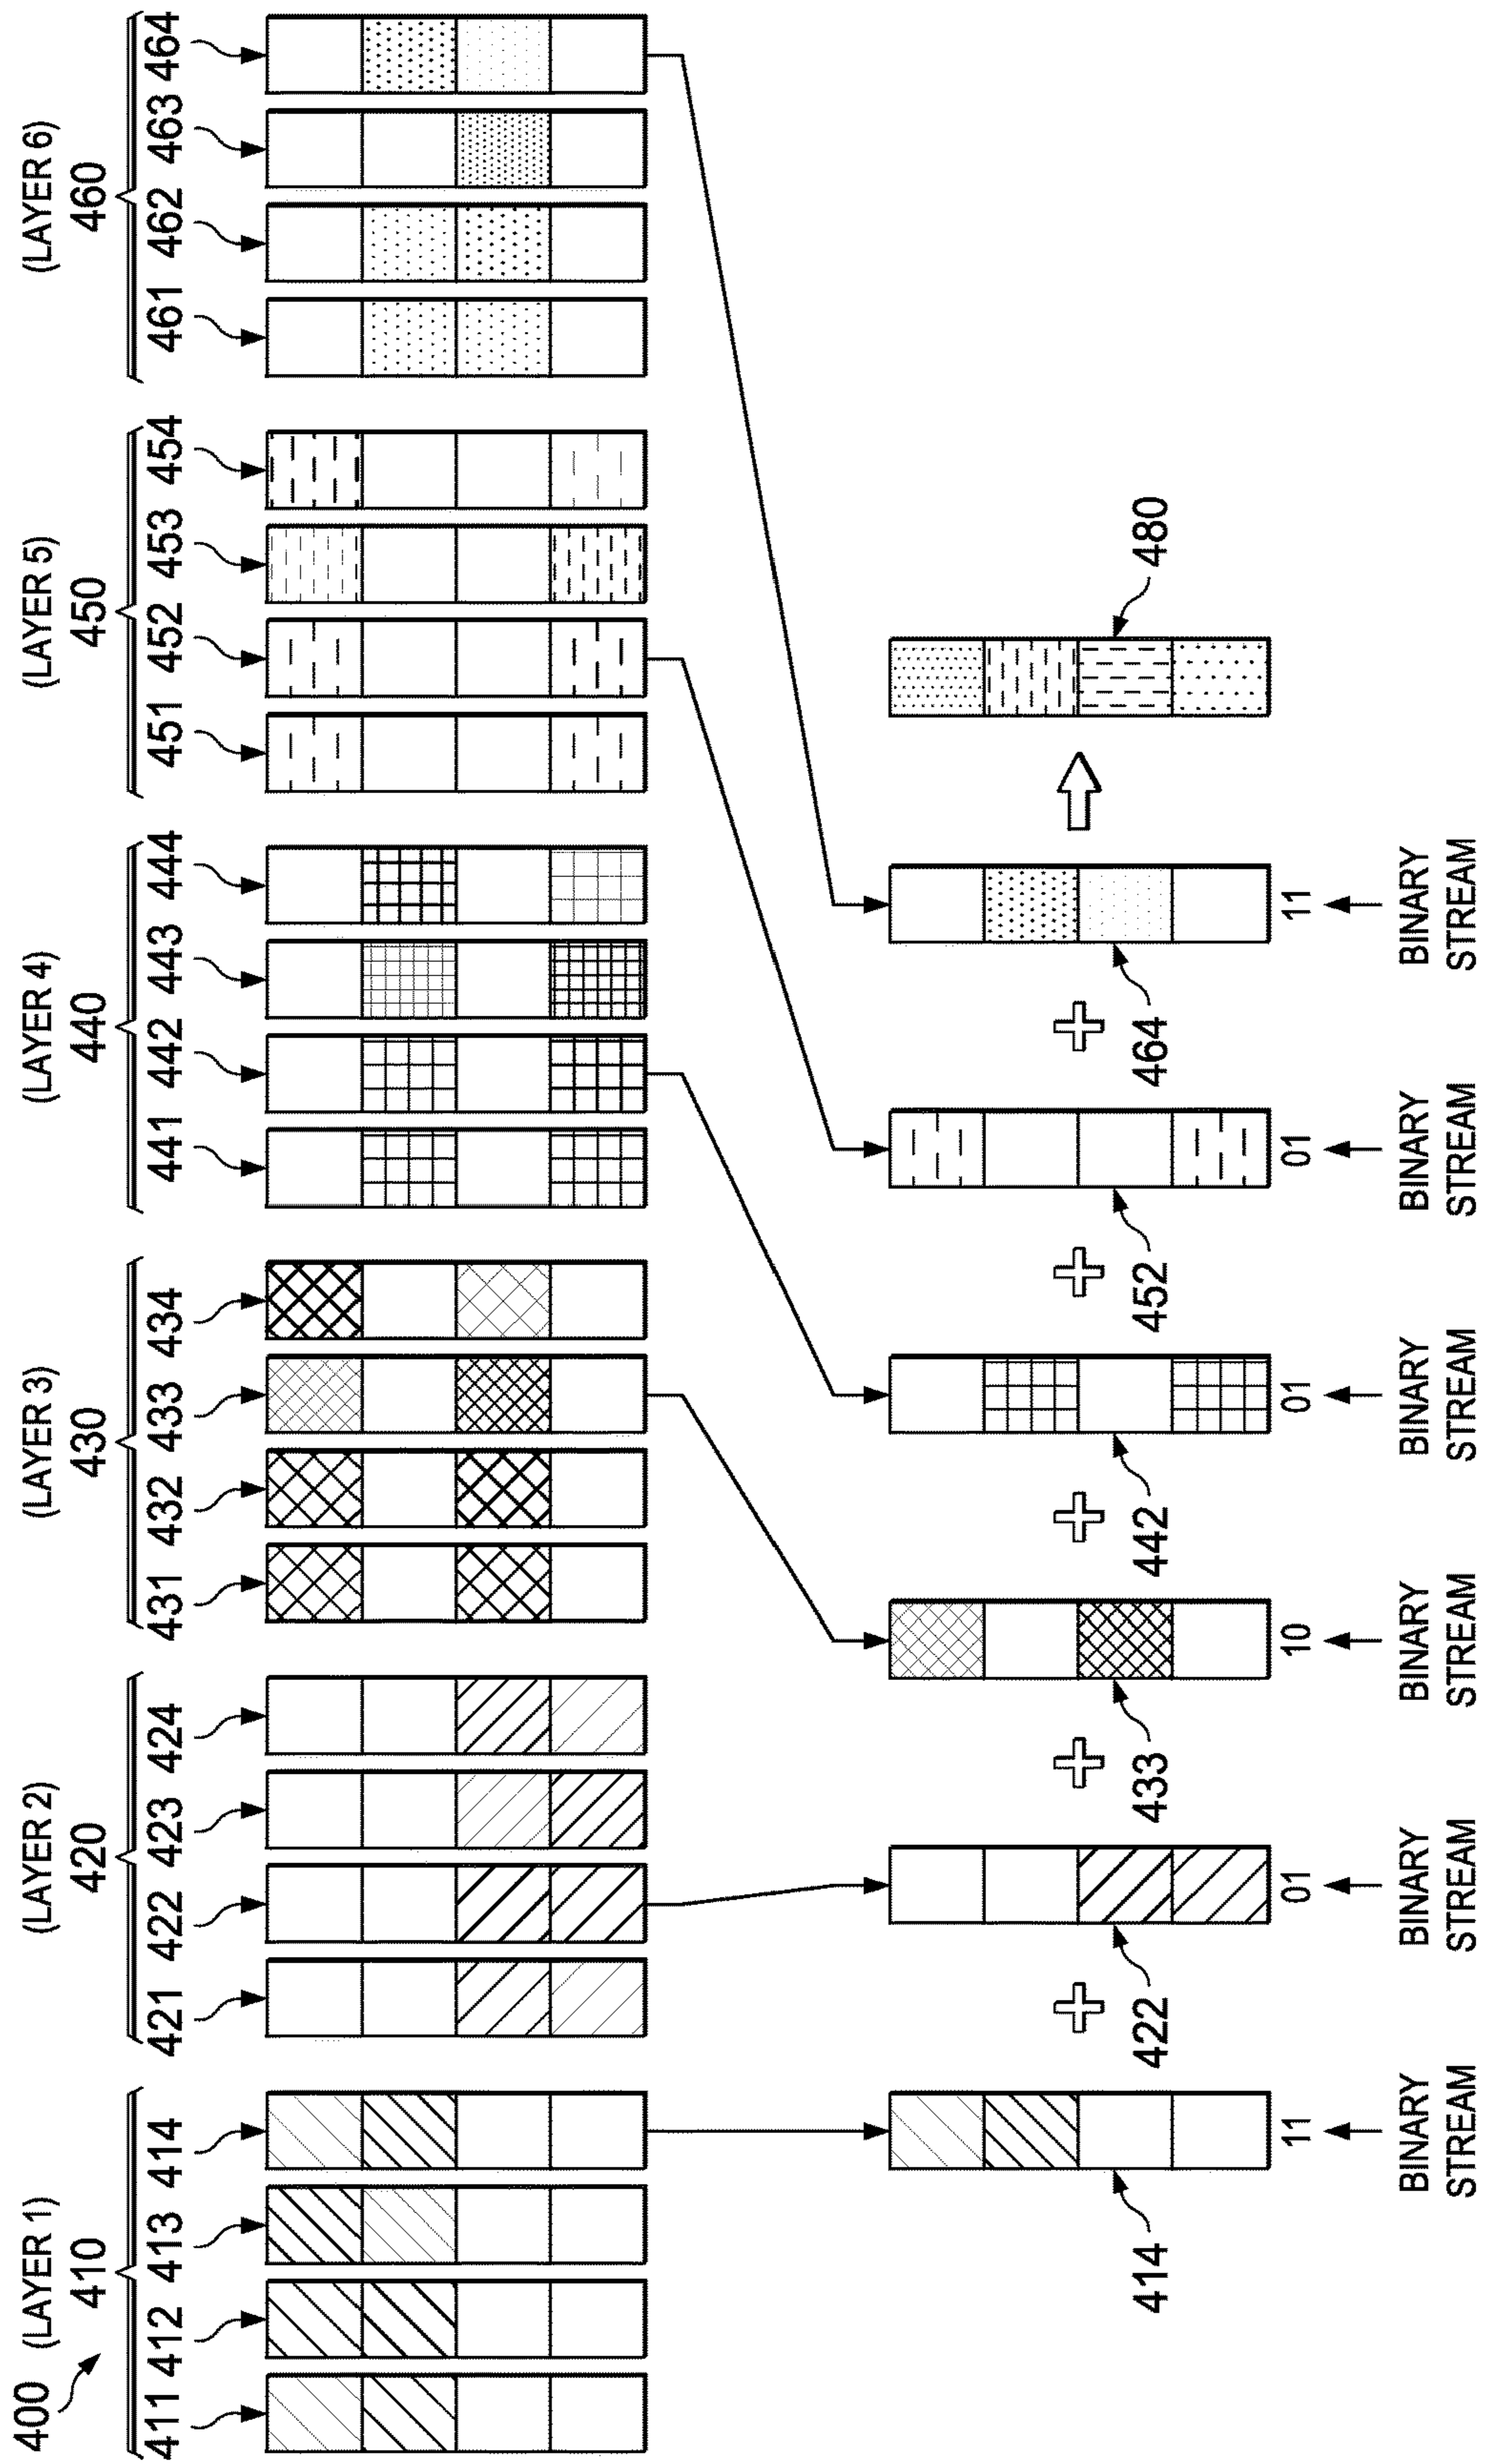 400
(LAYER 1)
410
411 412 413 414
(LAYER 2)
420
421 422 423 424
(LAYER 3)
430
431 432 433 434
(LAYER 4)
440
441 442 443 444
(LAYER 5)
450
451 452 453 454
(LAYER 6)
460
461 462 463 464
414 + 422 + 433 + 442 + 452 + 464
480
11 01 10 01 01 11
BINARY
STREAM
BINARY
STREAM
BINARY
STREAM
BINARY
STREAM
BINARY
STREAM
BINARY
STREAM